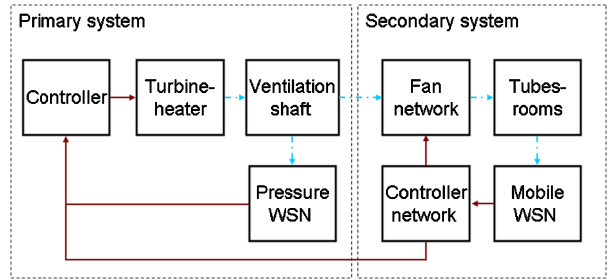 Primary system
Secondary system
Controller
Turbine-
heater
Ventilation
shaft
Fan
network
Tubes-
rooms
Pressure
WSN
Controller
network
Mobile
WSN